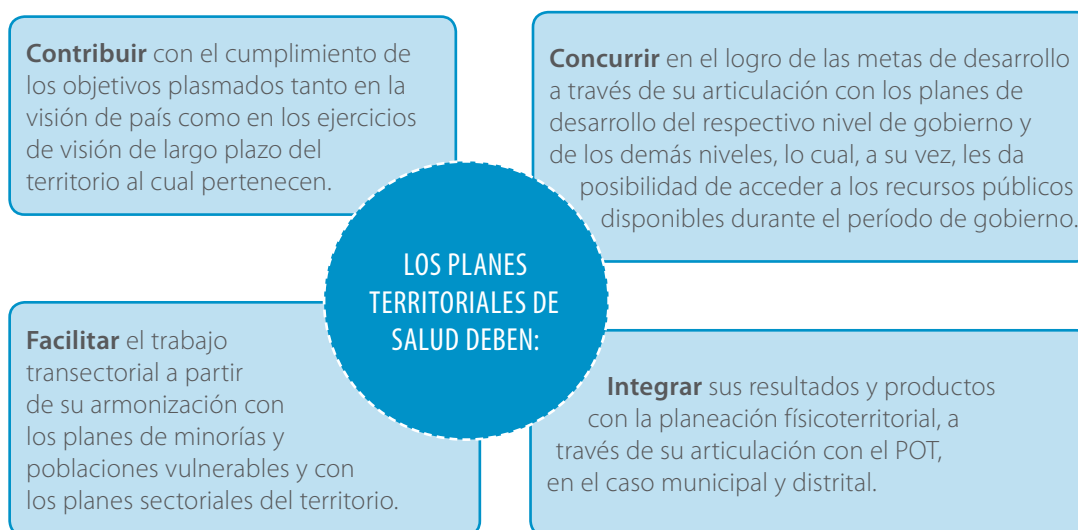 Contribuir con el cumplimiento de
los objetivos plasmados tanto en la
visión de país como en los ejercicios
de visión de largo plazo del
territorio al cual pertenecen.
Concurrir en el logro de las metas de desarrollo
a través de su articulación con los planes de
desarrollo del respectivo nivel de gobierno y
de los demás niveles, lo cual, a su vez, les da
posibilidad de acceder a los recursos públicos
disponibles durante el período de gobierno.
LOS PLANES
TERRITORIALES DE
SALUD DEBEN:
Facilitar el trabajo
transectorial a partir
de su armonización con
los planes de minorías y
poblaciones vulnerables y con
los planes sectoriales del territorio.
Integrar sus resultados y productos
con la planeación físicoterritorial, a
través de su articulación con el POT,
en el caso municipal y distrital.